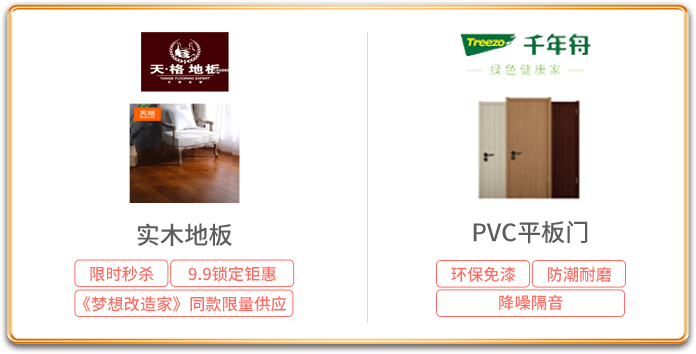 天·格 地板
TIANGE FLOORING EXPERT
天格
实木地板
限时秒杀
9.9锁定钜惠
《梦想改造家》同款限量供应
Treezo 千年舟
绿色健康家
PVC平板门
环保免漆
防潮耐磨
降噪隔音